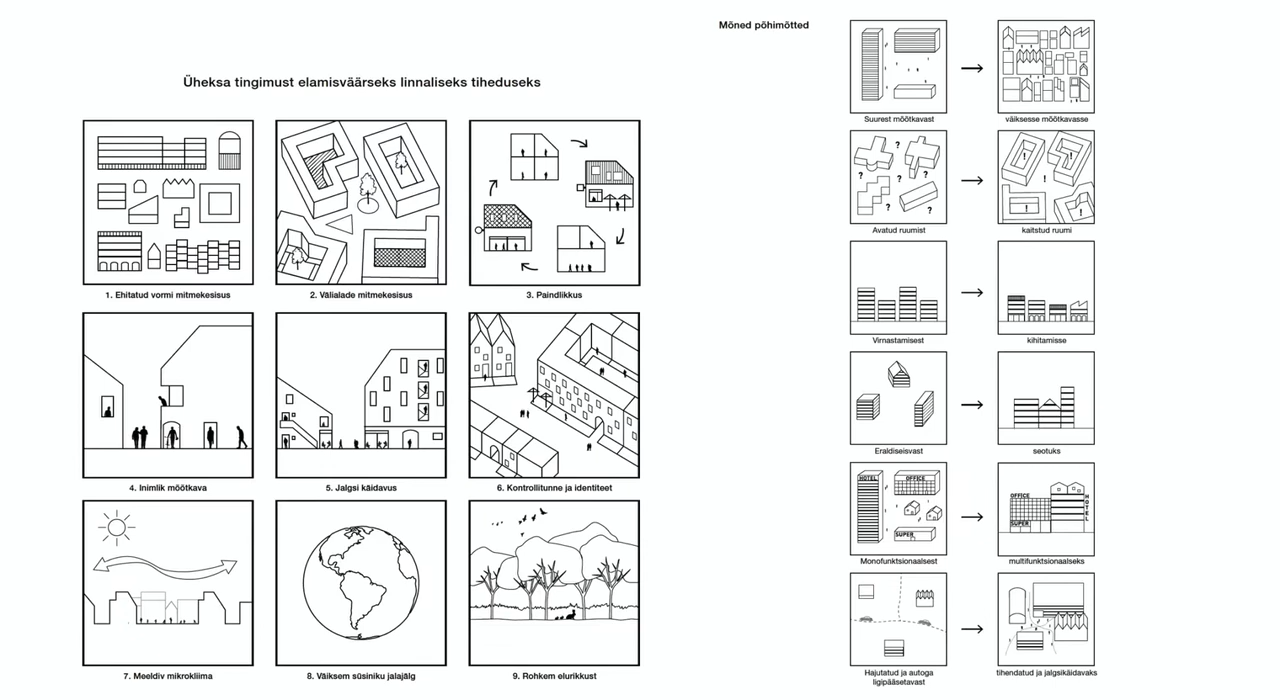 Üheksa tingimust elamisväärseks linnaliseks tiheduseks
1. Ehitatud vormi mitmekesisus
2. Välialade mitmekesisus
3. Paindlikkus
4. Inimlik mõõtkava
5. Jalgsi käidavus
6. Kontrollitunne ja identiteet
7. Meeldiv mikrokliima
8. Väiksem süsiniku jalajälg
9. Rohkem elurikkust
Mõned põhimõtted
Suurest mõõtkavast
väiksesse mõõtkavasse
?
?
?
?
?
!
!
!
!
!
Avatud ruumist
kaitstud ruumi
Virnastamisest
kihitamisse
Eraldiseisvast
seotuks
HOTEL
OFFICE
SUPER
OFFICE
SUPER
HOTEL
Monofunktsionaalsest
multifunktsionaalseks
Hajutatud ja autoga
ligipääsetavast
tihendatud ja jalgsikäidavaks